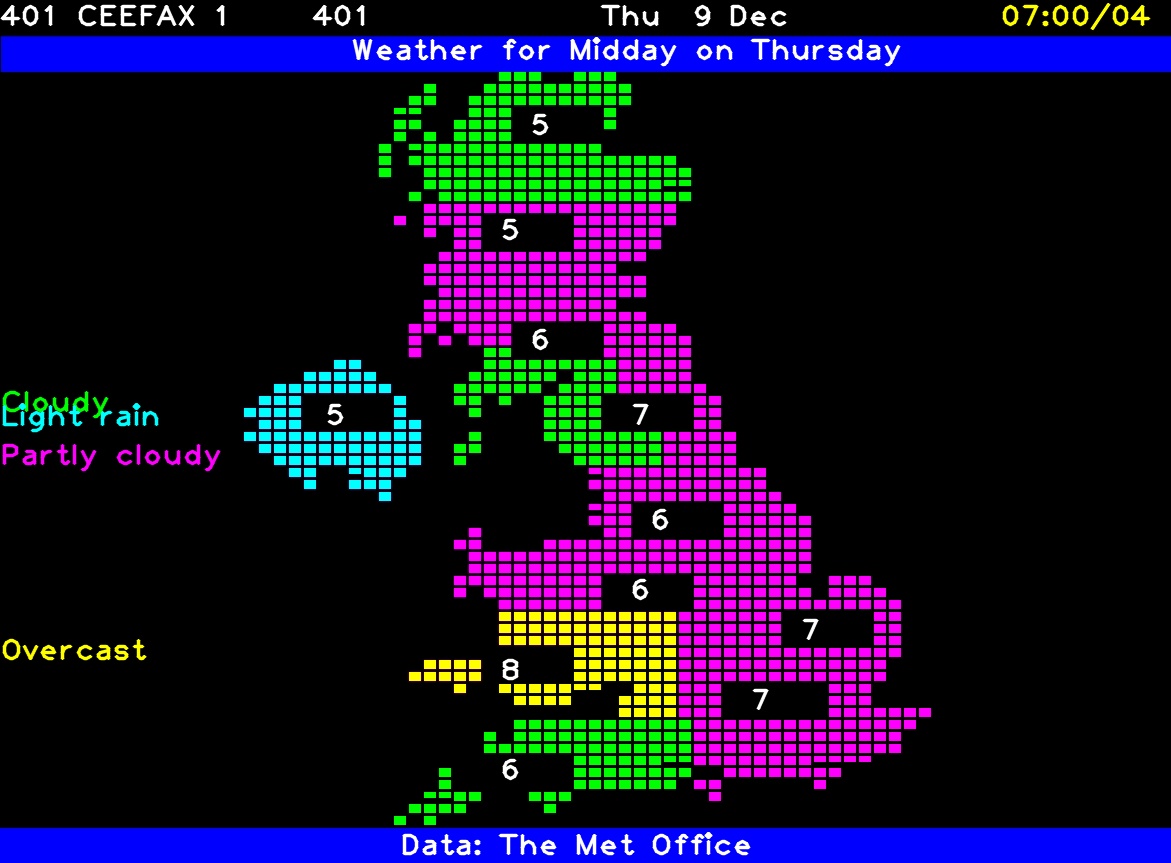 401 CEEFAX 1 401 Thu 9 Dec 07:00/04
Weather for Midday on Thursday
5
5
6
Cloudy
Light rain
5
7
Partly cloudy
6
6
7
Overcast
8
7
6
Data: The Met Office